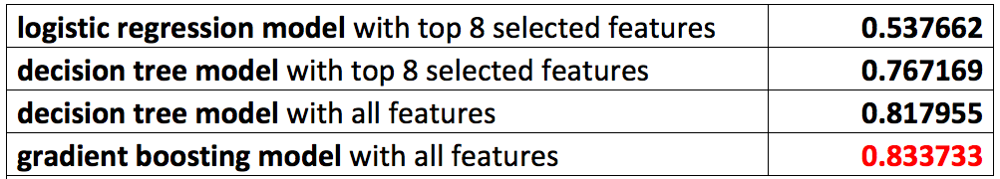 logistic regression model with top 8 selected features 0.537662
decision tree model with top 8 selected features 0.767169
decision tree model with all features 0.817955
gradient boosting model with all features 0.833733